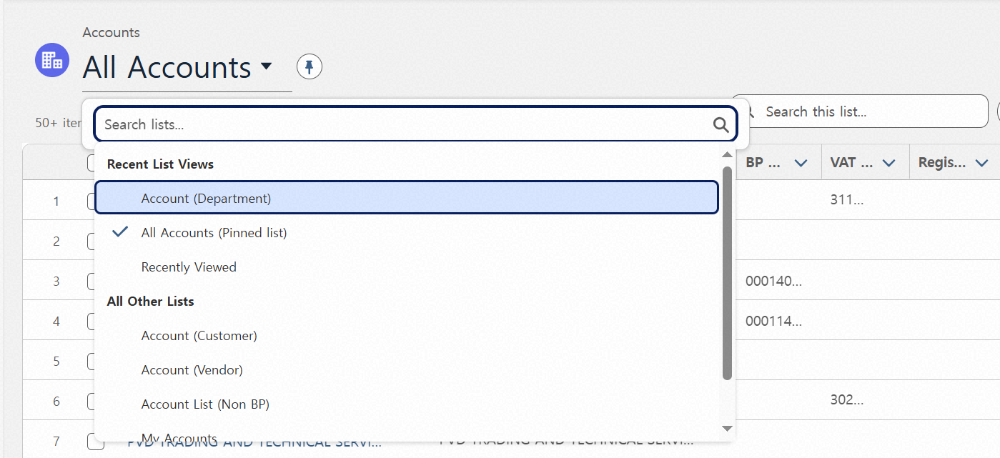 Accounts
All Accounts
50+ iter
Search this list...
Search lists...
Recent List Views
BP ...
VAT ...
Regis...
Account (Department)
1
311...
All Accounts (Pinned list)
2
Recently Viewed
3
000140...
All Other Lists
4
000114...
Account (Customer)
5
Account (Vendor)
6
302...
Account List (Non BP)
7
My Accounts
PVD TRADING AND TECHNICAL SERVI...
PVD TRADING AND TECHNICAL SERVI...